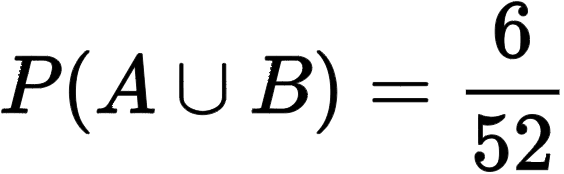 P(A ∪ B) = 6/52